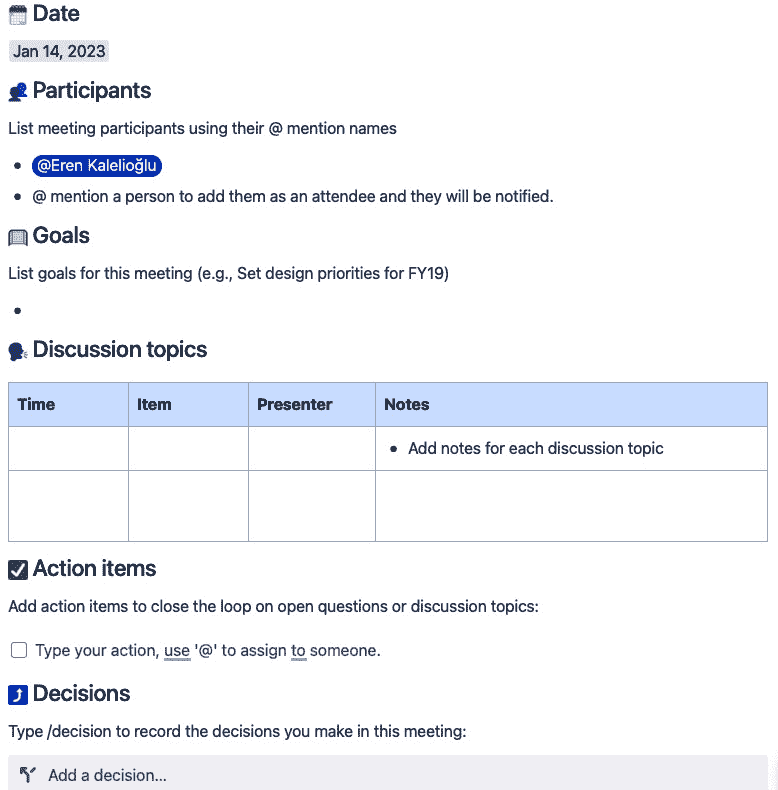 Date
Jan 14, 2023
Participants
List meeting participants using their @ mention names
@Eren Kalelioğlu
@ mention a person to add them as an attendee and they will be notified.
Goals
List goals for this meeting (e.g., Set design priorities for FY19)
Discussion topics
Time Item Presenter Notes
Add notes for each discussion topic
Action items
Add action items to close the loop on open questions or discussion topics:
Type your action, use '@' to assign to someone.
Decisions
Type /decision to record the decisions you make in this meeting:
Add a decision...